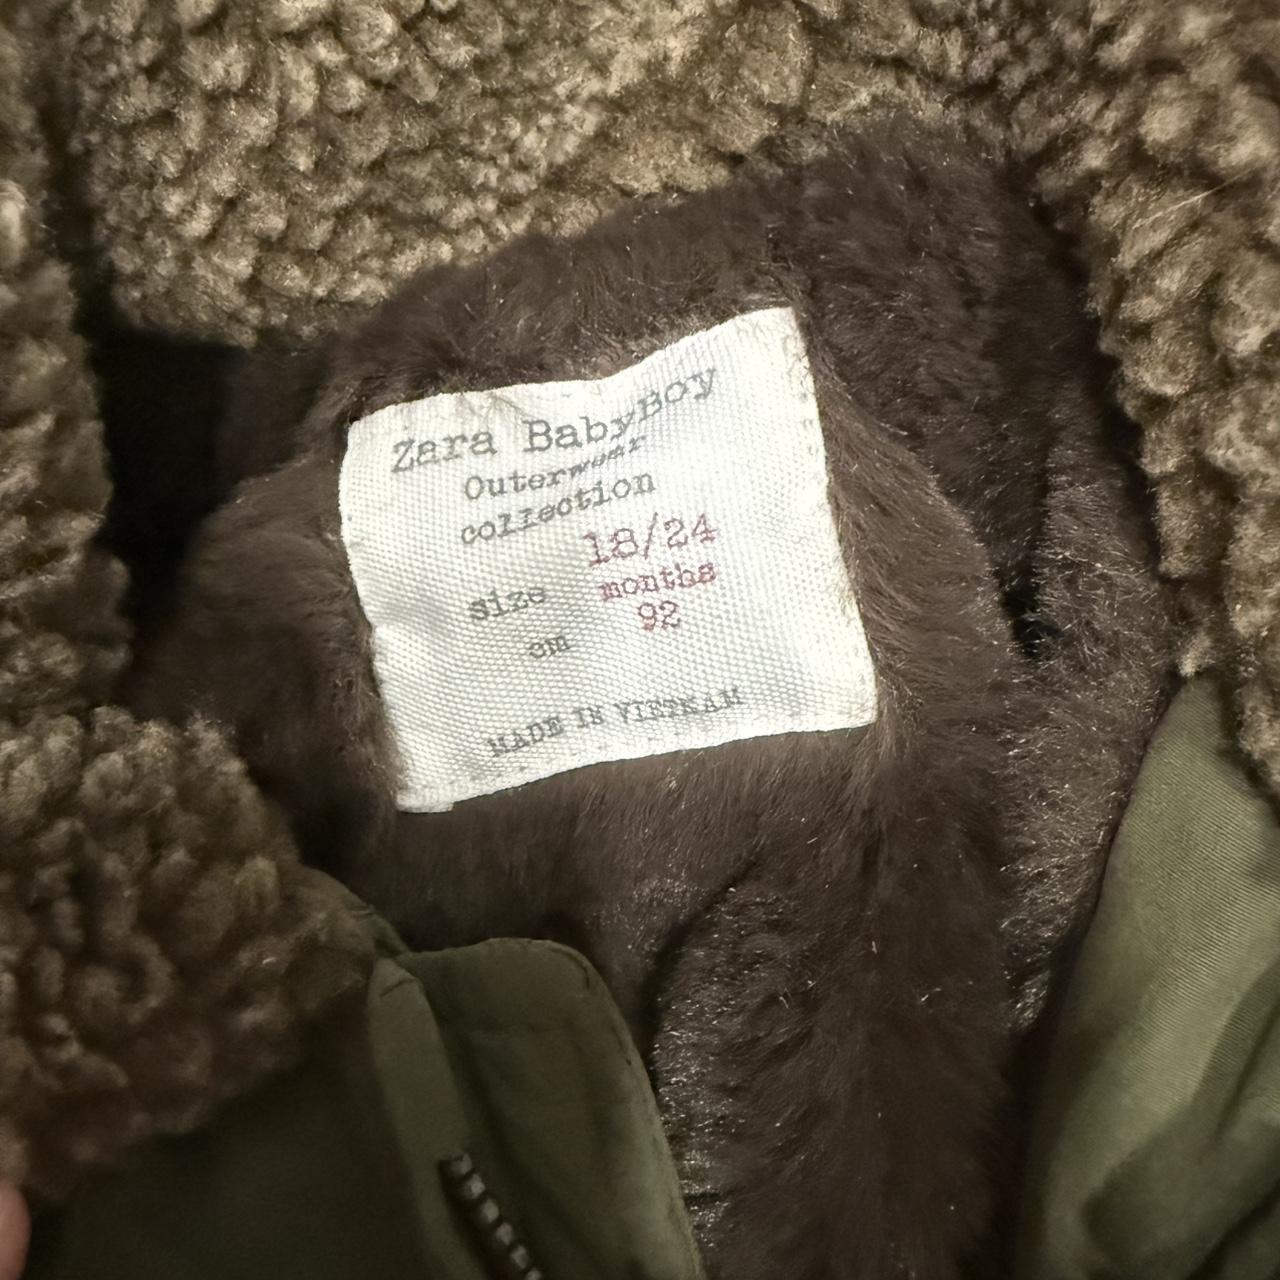 Zara BabyBoy
Outerwear
collection
size 18/24 months
cm 92
MADE IN VIETNAM